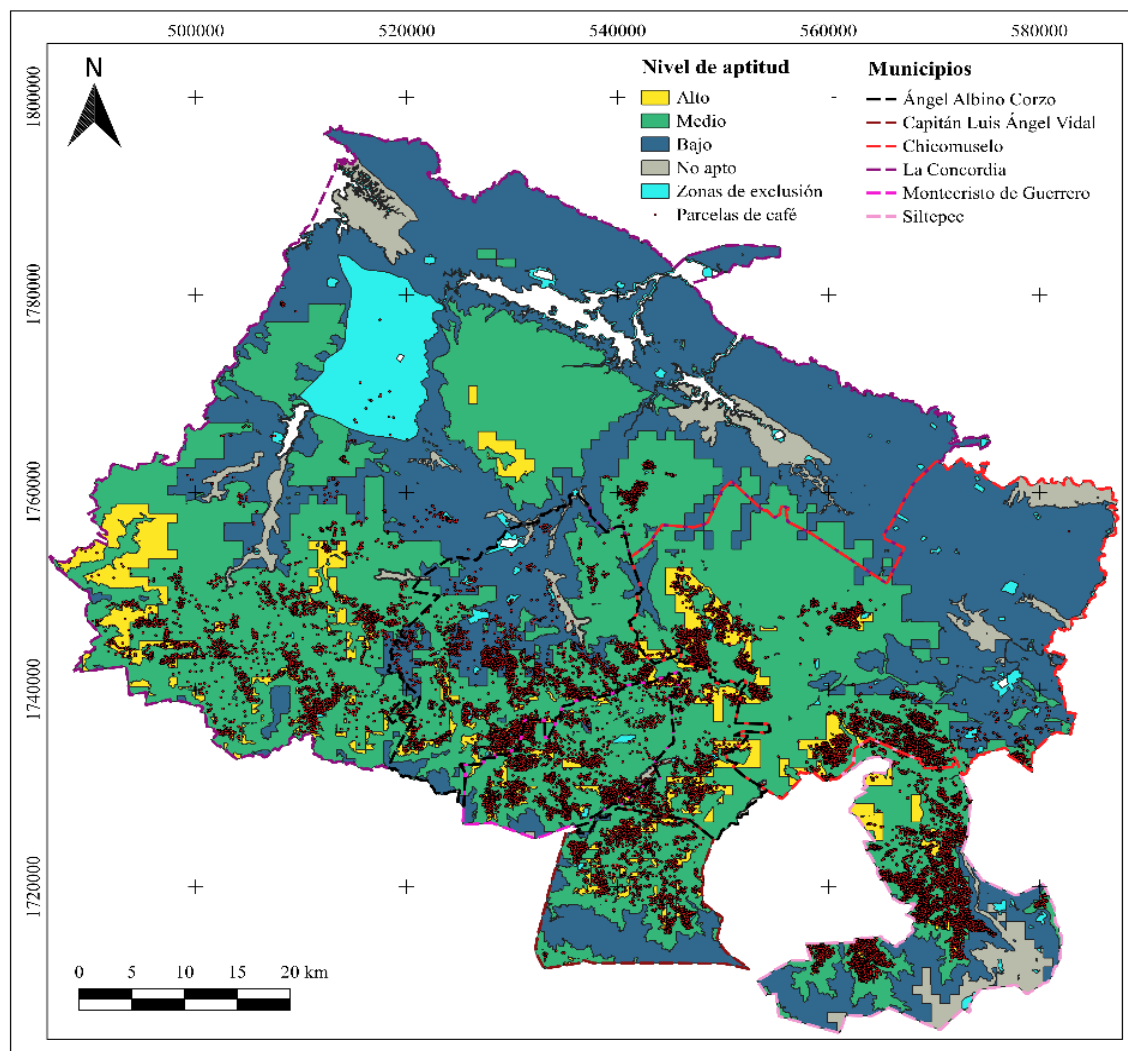 500000 520000 540000 560000 580000
N
Nivel de aptitud
Alto
Medio
Bajo
No apto
Zonas de exclusión
Parcelas de café
Municipios
Ángel Albino Corzo
Capitán Luis Ángel Vidal
Chicomuselo
La Concordia
Montecristo de Guerrero
Siltepec
1800000
1780000
1760000
1740000
1720000
0 5 10 15 20 km